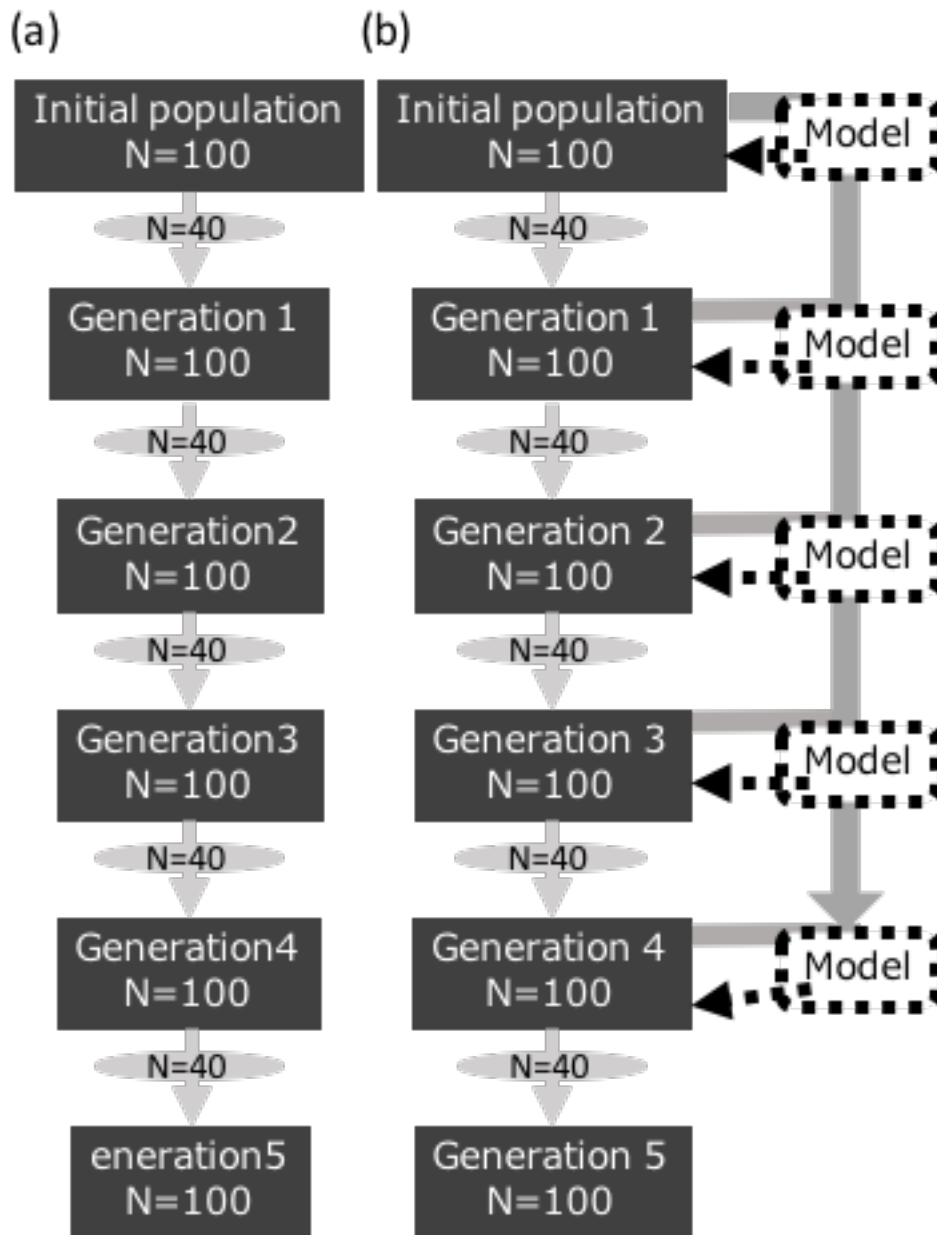 (a)
Initial population
N=100
N=40
Generation 1
N=100
N=40
Generation2
N=100
N=40
Generation3
N=100
N=40
Generation4
N=100
N=40
eneration5
N=100
(b)
Initial population
N=100
Model
N=40
Generation 1
N=100
Model
N=40
Generation 2
N=100
Model
N=40
Generation 3
N=100
Model
N=40
Generation 4
N=100
Model
N=40
Generation 5
N=100